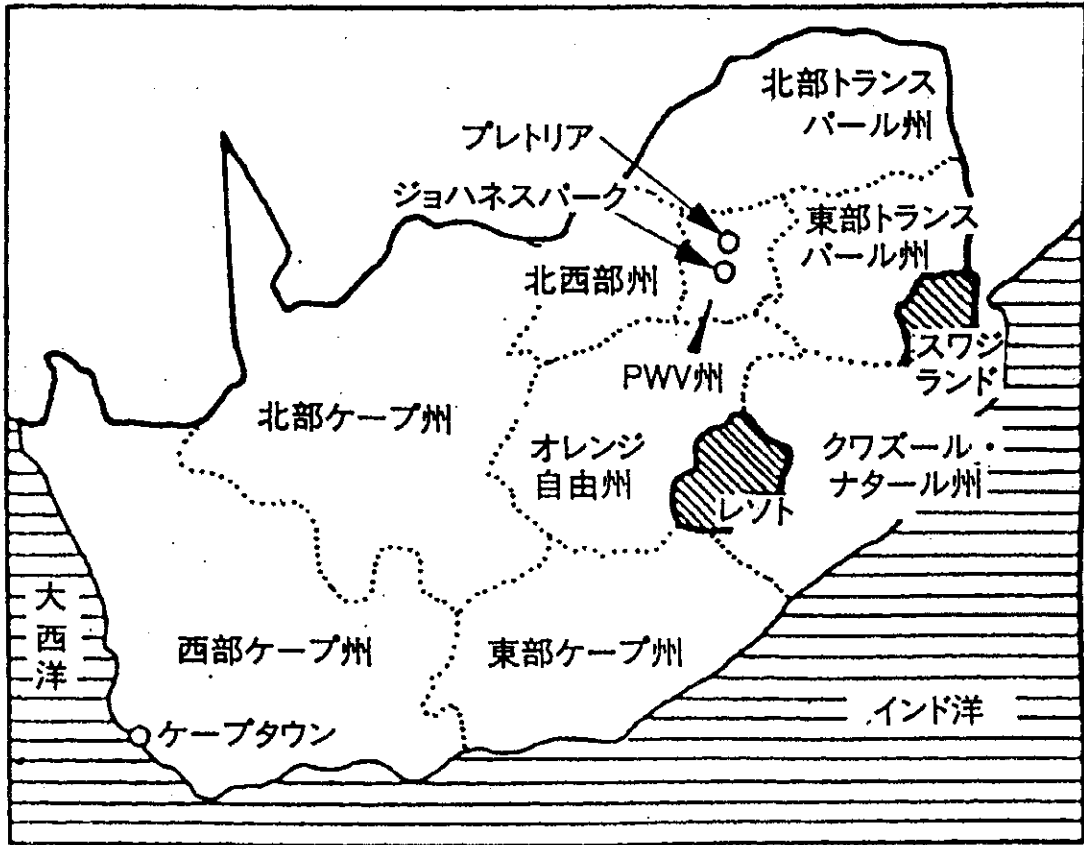 北部トランス
バール州
プレトリア
ジョハネスバーク
東部トランス
バール州
北西部州
スワジ
ランド
PWV州
北部ケープ州
オレンジ
自由州
クワズール・
ナタール州
レソト
大
西
洋
西部ケープ州
東部ケープ州
インド洋
ケープタウン